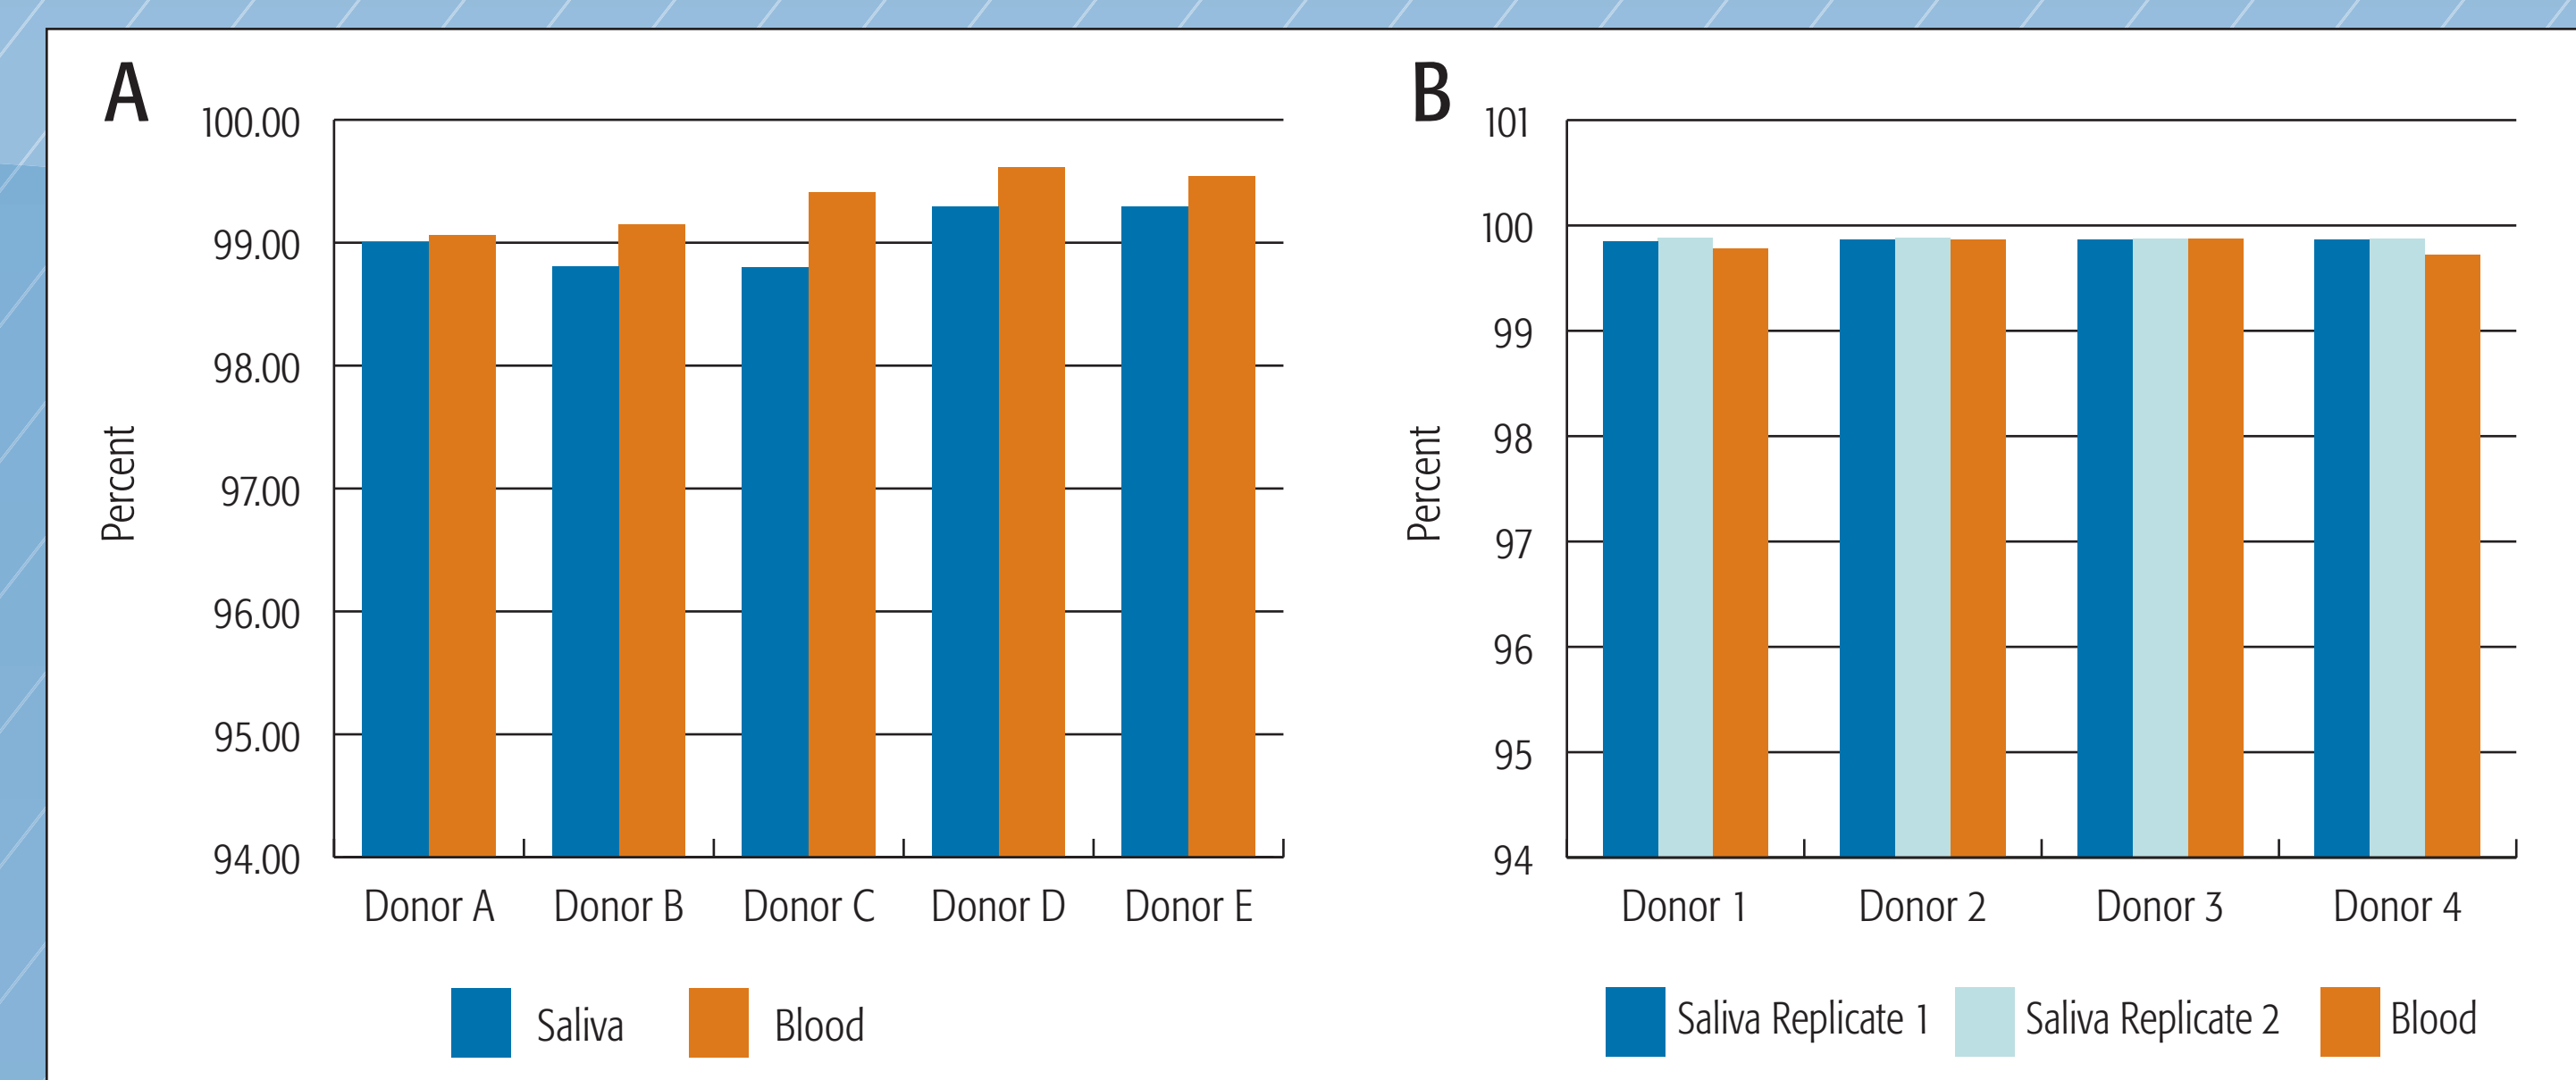 A
100.00
99.00
98.00
97.00
96.00
95.00
94.00
Percent
Donor A Donor B Donor C Donor D Donor E
Saliva Blood
B
101
100
99
98
97
96
95
94
Percent
Donor 1 Donor 2 Donor 3 Donor 4
Saliva Replicate 1 Saliva Replicate 2 Blood